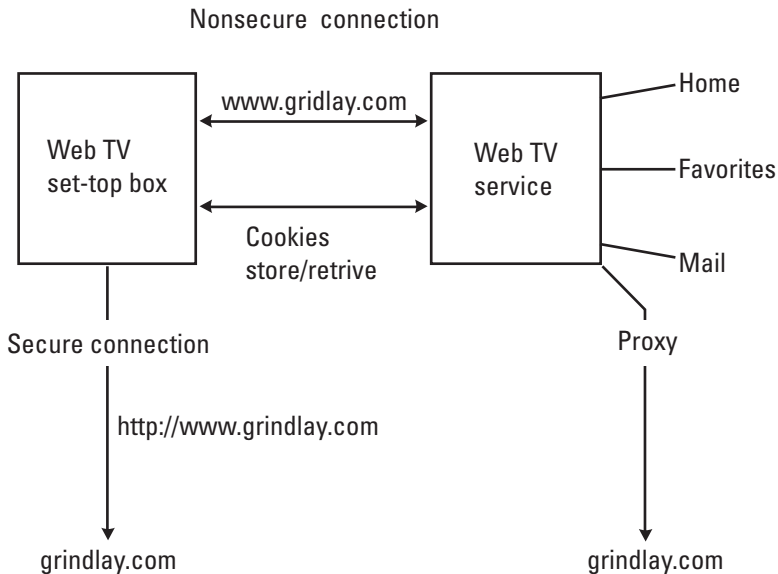 Nonsecure connection
Web TV
set-top box
www.gridlay.com
Cookies
store/retrive
Web TV
service
Home
Favorites
Mail
Secure connection
Proxy
http://www.grindlay.com
grindlay.com
grindlay.com